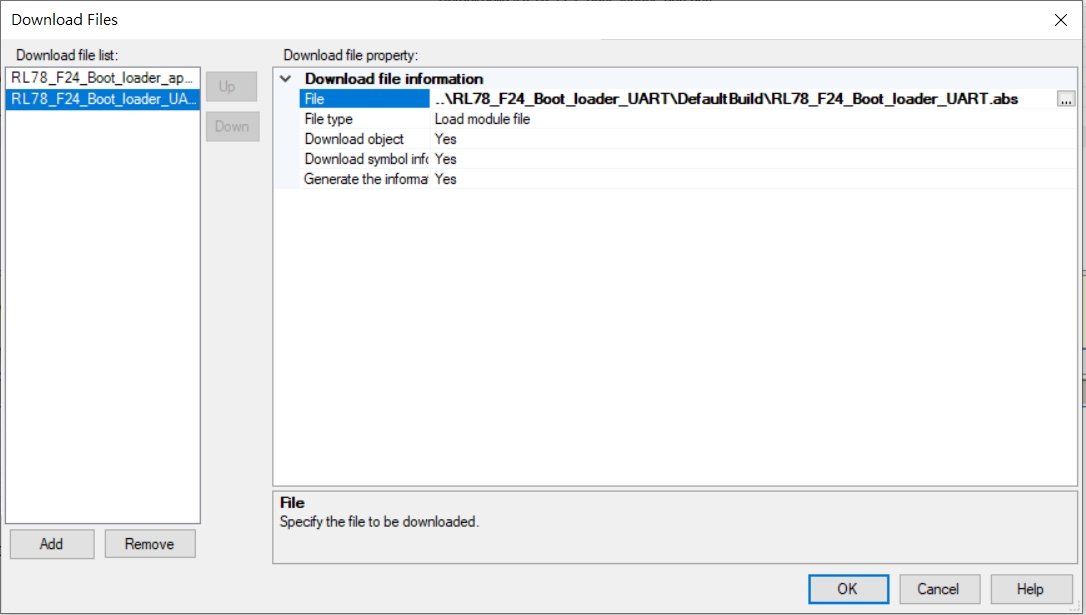 Download Files
Download file list:
RL78_F24_Boot_loader_ap...
RL78_F24_Boot_loader_UA...
Up
Down
Add
Remove
Download file property:
Download file information
File ..\RL78_F24_Boot_loader_UART\DefaultBuild\RL78_F24_Boot_loader_UART.abs ...
File type Load module file
Download object Yes
Download symbol info Yes
Generate the informa Yes
File
Specify the file to be downloaded.
OK
Cancel
Help